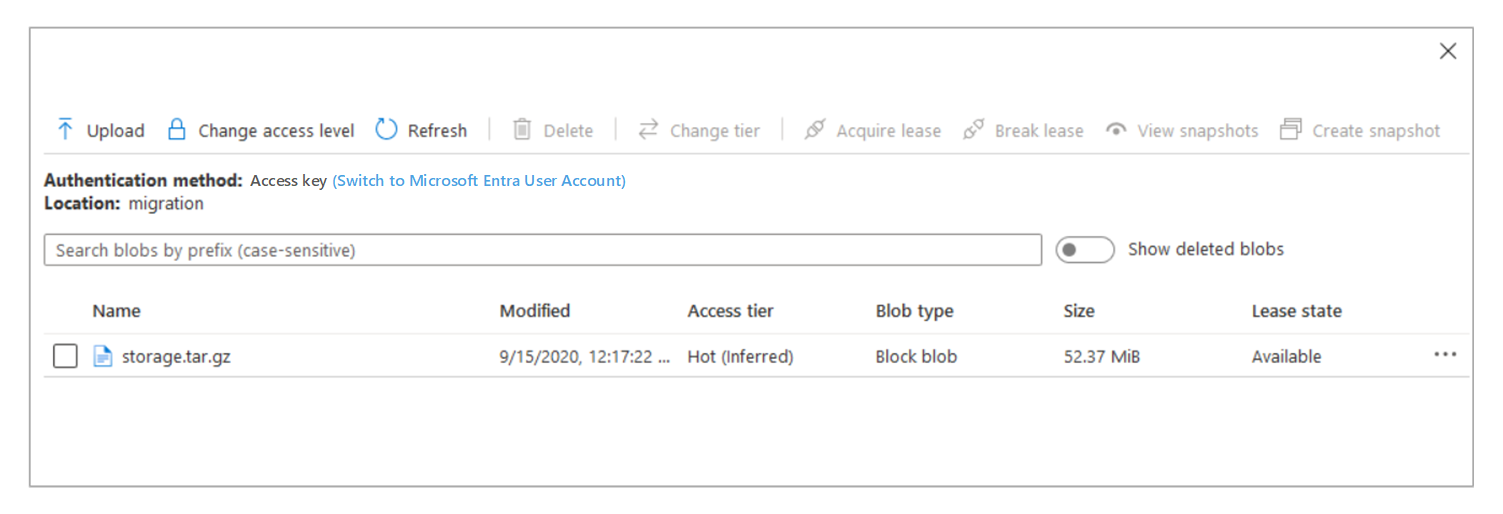 Upload Change access level Refresh Delete Change tier Acquire lease Break lease View snapshots Create snapshot
Authentication method: Access key (Switch to Microsoft Entra User Account)
Location: migration
Search blobs by prefix (case-sensitive) Show deleted blobs
Name Modified Access tier Blob type Size Lease state
storage.tar.gz 9/15/2020, 12:17:22 ... Hot (Inferred) Block blob 52.37 MiB Available